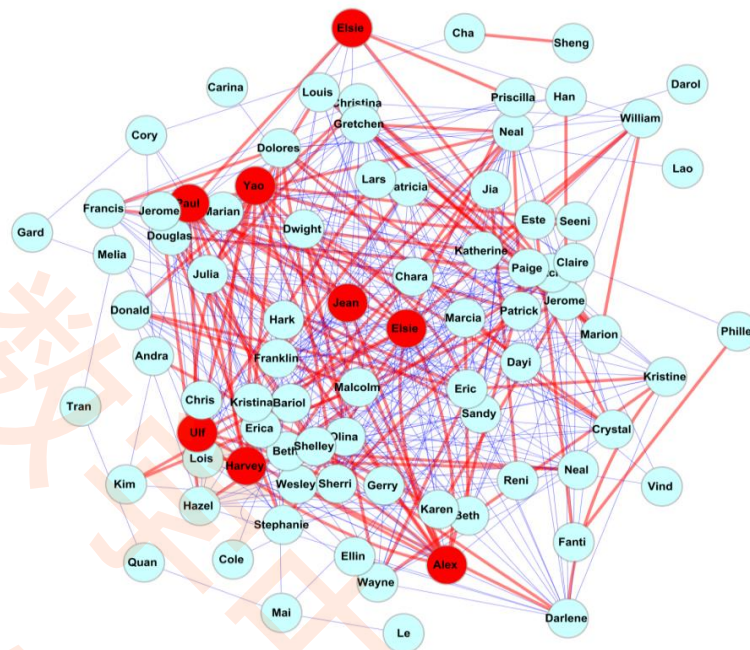 Elsie
Cha
Sheng
Carina
Louis
Christina
Priscilla
Han
Darol
William
Gretchen
Neal
Cory
Dolores
Lao
Lars
Yao
Jia
Francis
Jerome
Paul
Marian
Este
Seeni
Gard
Douglas
Dwight
Melia
Katherine
Paige
Claire
Julia
Chara
Jean
Jerome
Donald
Hark
Elsie
Marcia
Patrick
Marion
Phille
Andra
Franklin
Dayi
Malcolm
Eric
Kristine
Tran
Chris
Kristina
Bariol
Sandy
Ulf
Erica
Olina
Crystal
Lois
Harvey
Beth
Shelley
Kim
Wesley
Sherri
Gerry
Reni
Neal
Vind
Hazel
Stephanie
Karen
Beth
Quan
Cole
Ellin
Wayne
Alex
Fanti
Mai
Le
Darlene